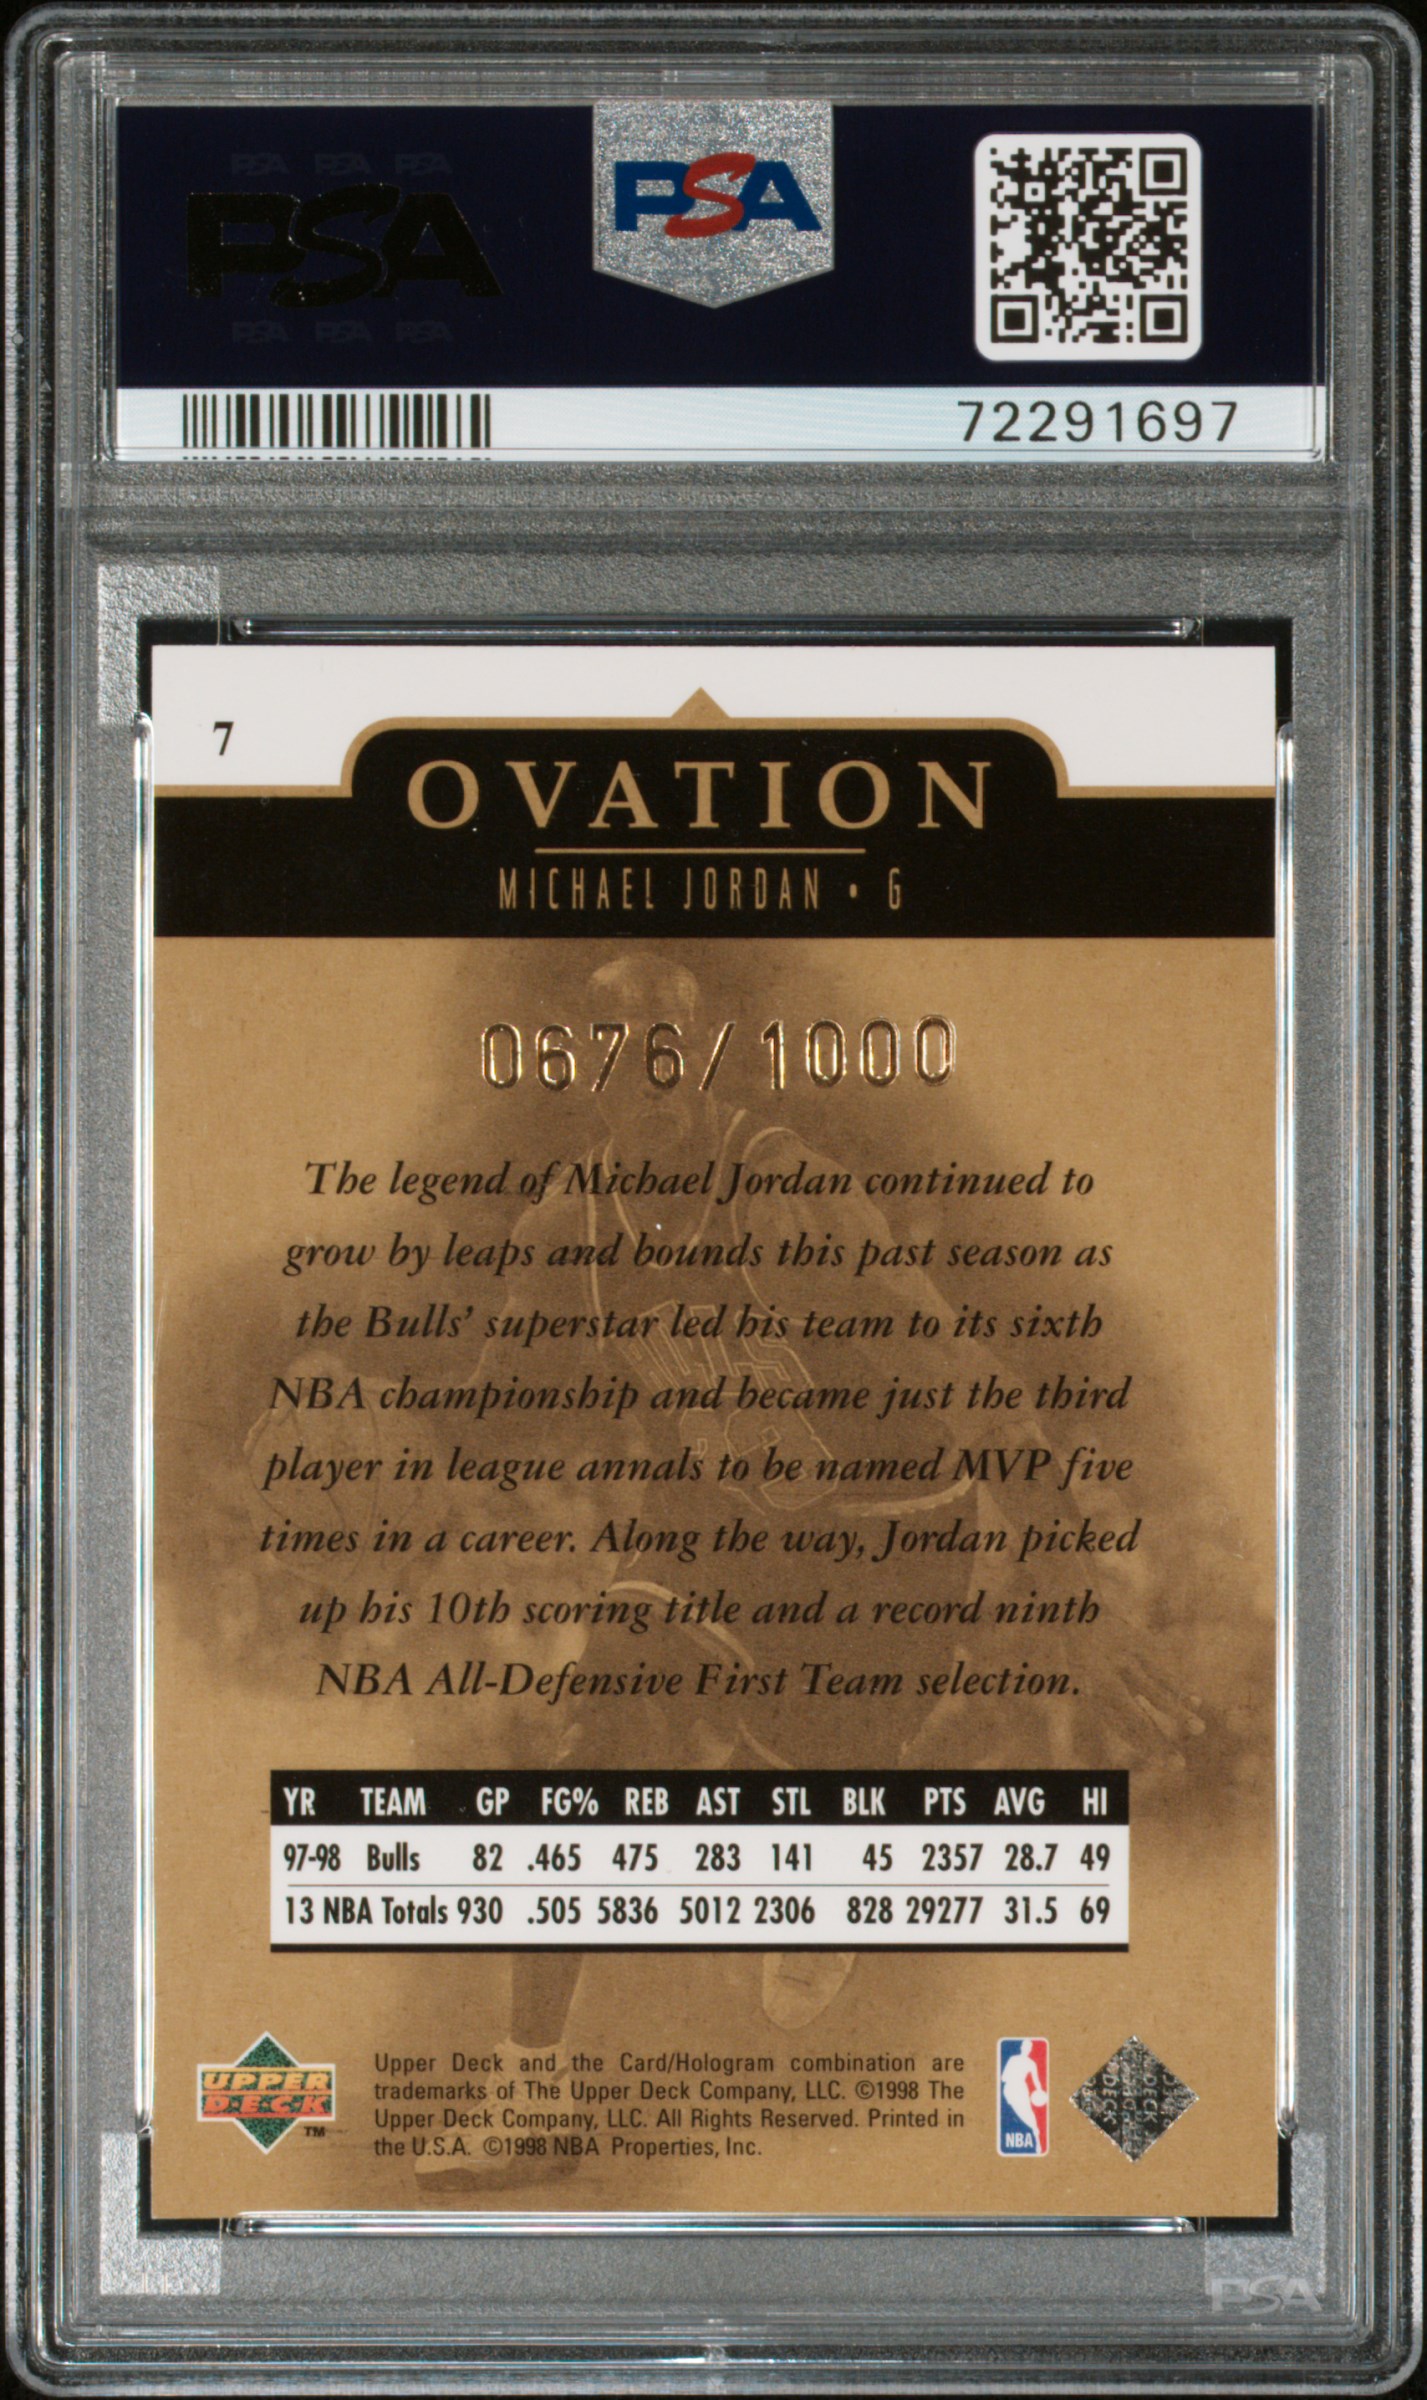 PSA PSA PSA
PSA
PSA PSA PSA
PSA
72291697
7
OVATION
MICHAEL JORDAN • G
0676/1000
The legend of Michael Jordan continued to
grow by leaps and bounds this past season as
the Bulls' superstar led his team to its sixth
NBA championship and became just the third
player in league annals to be named MVP five
times in a career. Along the way, Jordan picked
up his 10th scoring title and a record ninth
NBA All-Defensive First Team selection.
YR TEAM GP FG% REB AST STL BLK PTS AVG HI
97-98 Bulls 82 .465 475 283 141 45 2357 28.7 49
13 NBA Totals 930 .505 5836 5012 2306 828 29277 31.5 69
UPPER
DECK
TM
Upper Deck and the Card/Hologram combination are
trademarks of The Upper Deck Company, LLC. ©1998 The
Upper Deck Company, LLC. All Rights Reserved. Printed in
the U.S.A. ©1998 NBA Properties, Inc.
NBA
PSA